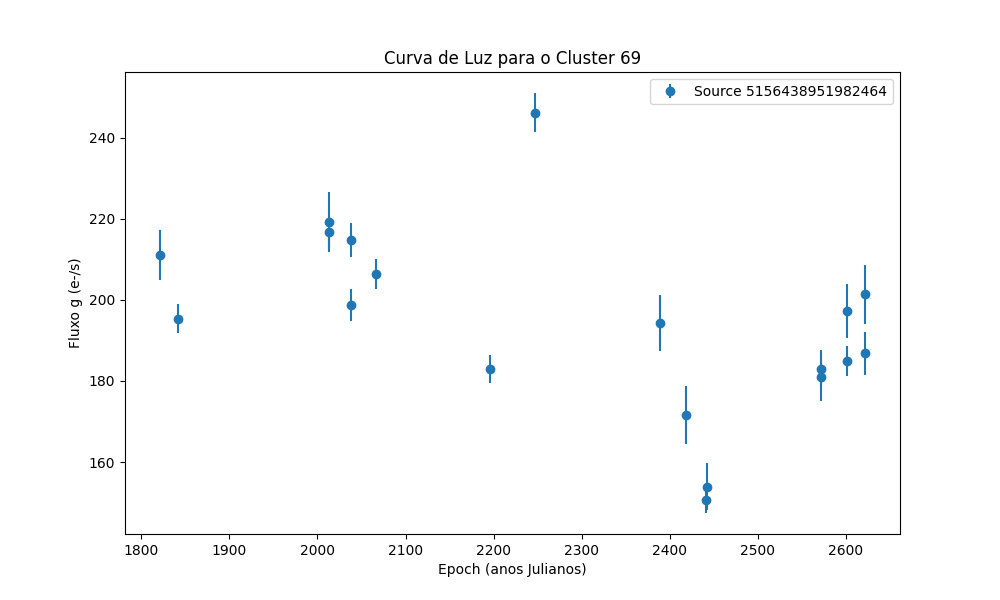 Curva de Luz para o Cluster 69
Source 5156438951982464
Fluxo g (e-/s)
240
220
200
180
160
1800 1900 2000 2100 2200 2300 2400 2500 2600
Epoch (anos Julianos)